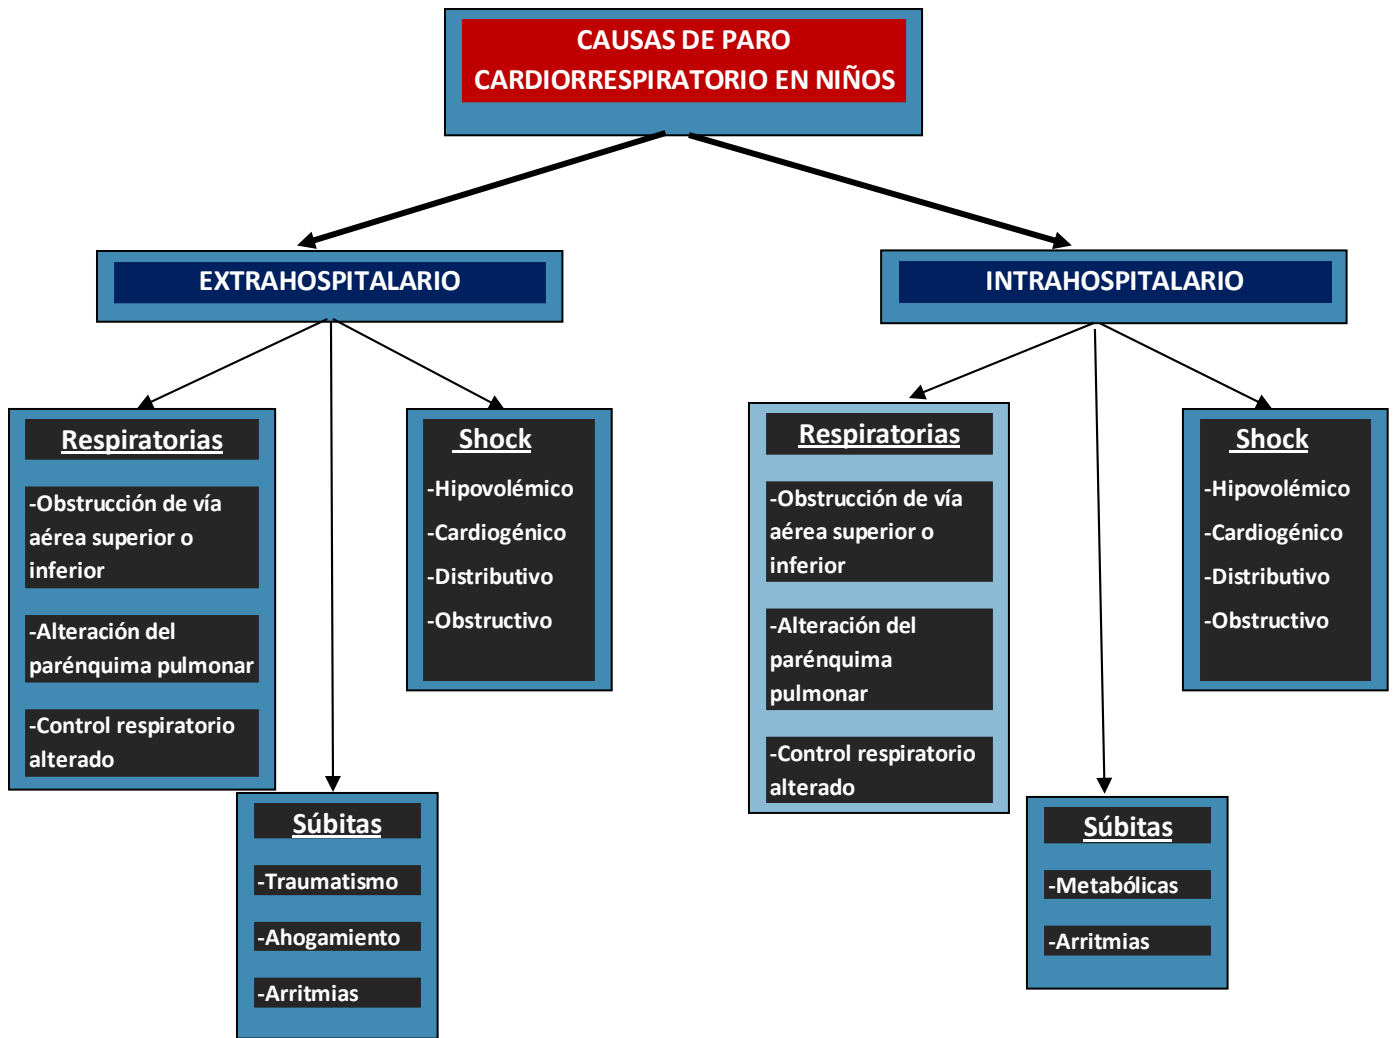 CAUSAS DE PARO
CARDIORRESPIRATORIO EN NIÑOS
EXTRAHOSPITALARIO
INTRAHOSPITALARIO
Respiratorias
-Obstrucción de vía
aérea superior o
inferior
-Alteración del
parénquima pulmonar
-Control respiratorio
alterado
Shock
-Hipovolémico
-Cardiogénico
-Distributivo
-Obstructivo
Súbitas
-Traumatismo
-Ahogamiento
-Arritmias
Respiratorias
-Obstrucción de vía
aérea superior o
inferior
-Alteración del
parénquima
pulmonar
-Control respiratorio
alterado
Shock
-Hipovolémico
-Cardiogénico
-Distributivo
-Obstructivo
Súbitas
-Metabólicas
-Arritmias